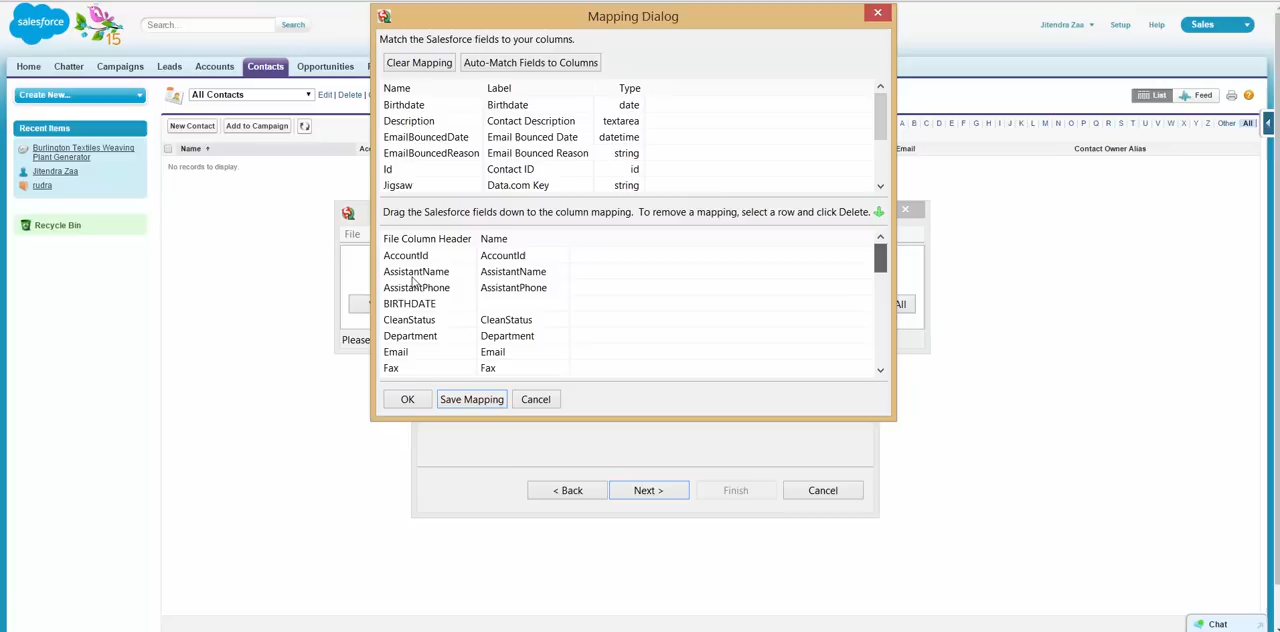 salesforce
15
Search...
Search
Jitendra Zaa
Setup
Help
Sales
Home
Chatter
Campaigns
Leads
Accounts
Contacts
Opportunities
Create New...
All Contacts
Edit | Delete |
List
Feed
Recent Items
Burlington Textiles Weaving
Plant Generator
Jitendra Zaa
rudra
Recycle Bin
New Contact
Add to Campaign
A | B | C | D | E | F | G | H | I | J | K | L | M | N | O | P | Q | R | S | T | U | V | W | X | Y | Z | Other | All
Name
Email
Contact Owner Alias
No records to display.
File
All
Please
Mapping Dialog
Match the Salesforce fields to your columns.
Clear Mapping
Auto-Match Fields to Columns
Name Label Type
Birthdate Birthdate date
Description Contact Description textarea
EmailBouncedDate Email Bounced Date datetime
EmailBouncedReason Email Bounced Reason string
Id Contact ID id
Jigsaw Data.com Key string
Drag the Salesforce fields down to the column mapping. To remove a mapping, select a row and click Delete.
File Column Header Name
AccountId AccountId
AssistantName AssistantName
AssistantPhone AssistantPhone
BIRTHDATE
CleanStatus CleanStatus
Department Department
Email Email
Fax Fax
OK
Save Mapping
Cancel
< Back
Next >
Finish
Cancel
Chat